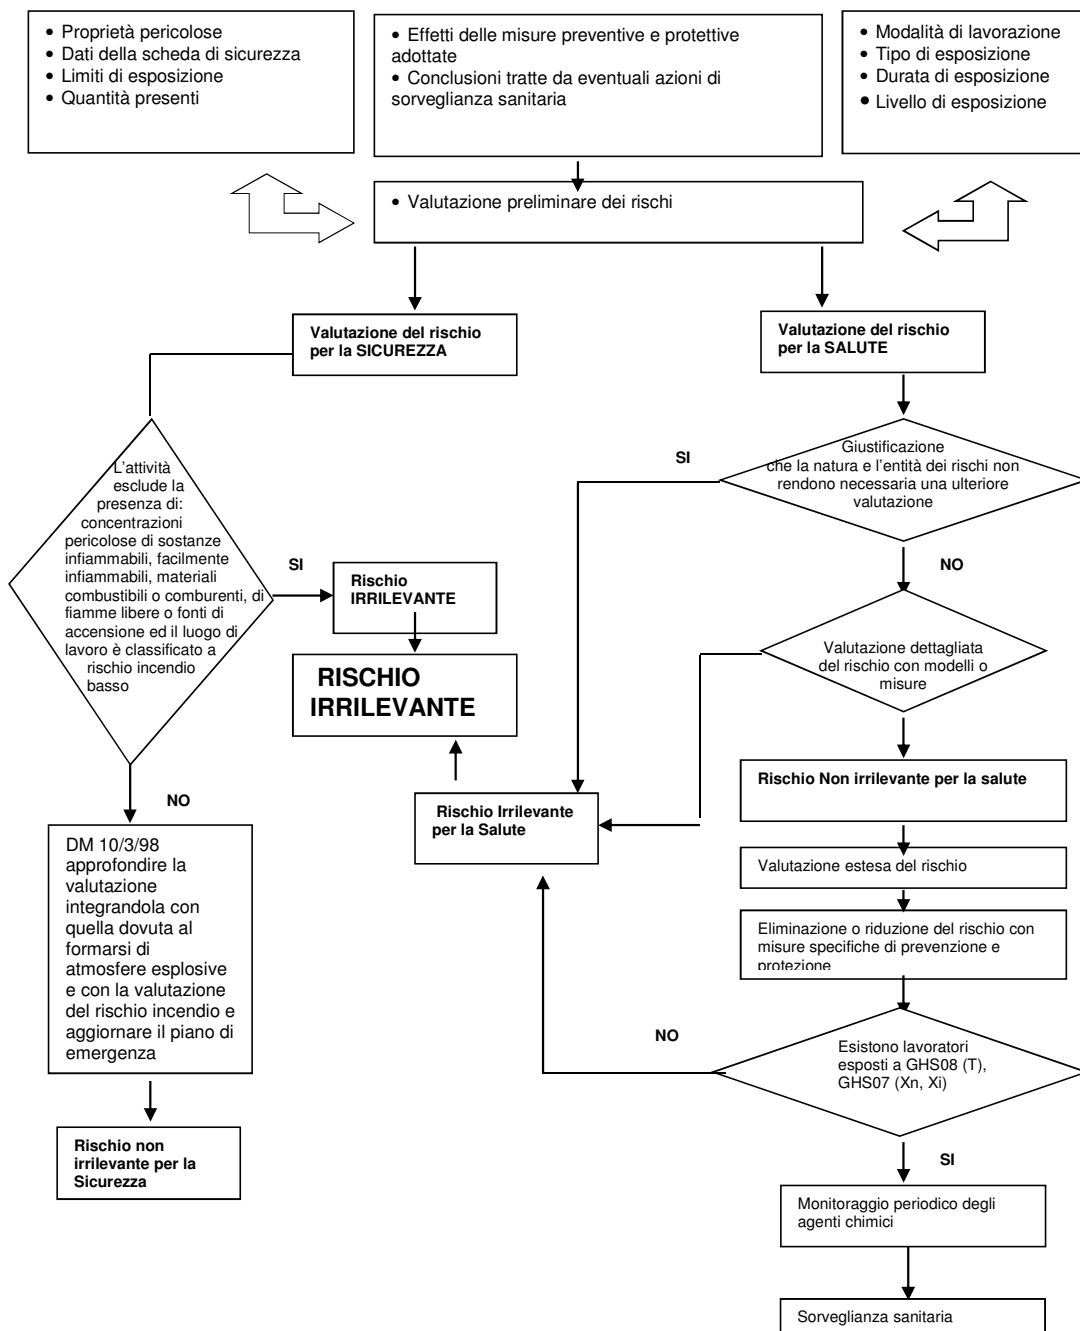 • Proprietà pericolose
• Dati della scheda di sicurezza
• Limiti di esposizione
• Quantità presenti
• Effetti delle misure preventive e protettive
adottate
• Conclusioni tratte da eventuali azioni di
sorveglianza sanitaria
• Modalità di lavorazione
• Tipo di esposizione
• Durata di esposizione
• Livello di esposizione
• Valutazione preliminare dei rischi
Valutazione del rischio
per la SICUREZZA
Valutazione del rischio
per la SALUTE
L'attività
esclude la
presenza di:
concentrazioni
pericolose di sostanze
infiammabili, facilmente
infiammabili, materiali
combustibili o comburenti, di
fiamme libere o fonti di
accensione ed il luogo di
lavoro è classificato a
rischio incendio
basso
SI
Rischio
IRRILEVANTE
RISCHIO
IRRILEVANTE
SI
Giustificazione
che la natura e l'entità dei rischi non
rendono necessaria una ulteriore
valutazione
NO
Valutazione dettagliata
del rischio con modelli o
misure
Rischio Non irrilevante per la salute
Rischio Irrilevante
per la Salute
Valutazione estesa del rischio
Eliminazione o riduzione del rischio con
misure specifiche di prevenzione e
protezione
NO
DM 10/3/98
approfondire la
valutazione
integrandola con
quella dovuta al
formarsi di
atmosfere esplosive
e con la valutazione
del rischio incendio e
aggiornare il piano di
emergenza
Rischio non
irrilevante per la
Sicurezza
NO
Esistono lavoratori
esposti a GHS08 (T),
GHS07 (Xn, Xi)
SI
Monitoraggio periodico degli
agenti chimici
Sorveglianza sanitaria